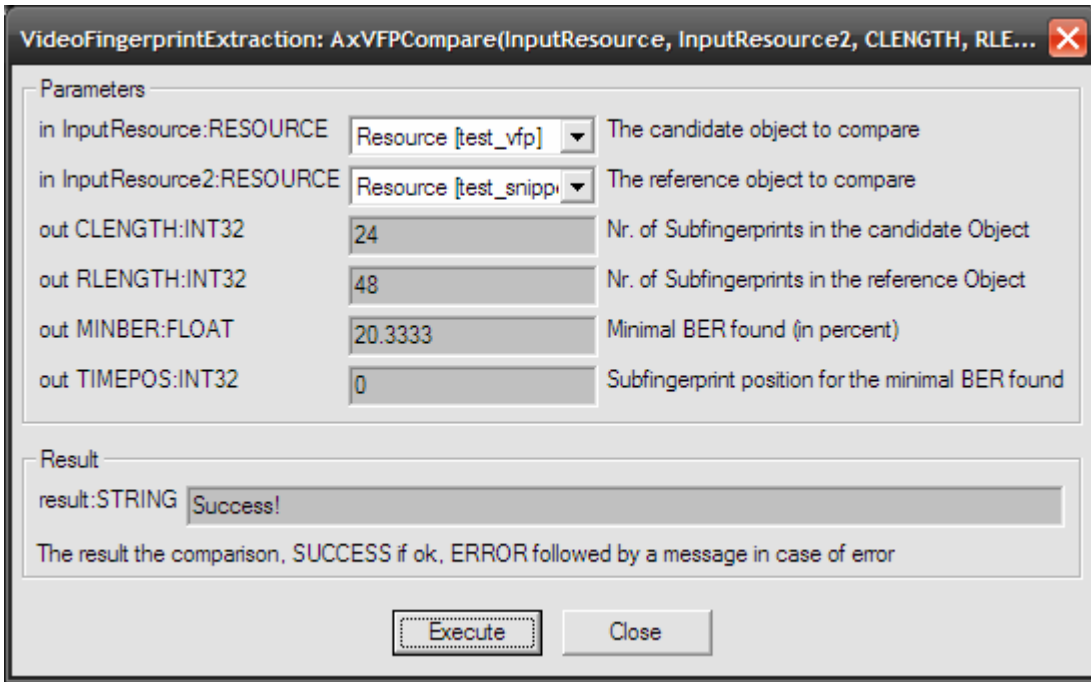 VideoFingerprintExtraction: AxVFPCompare(InputResource, InputResource2, CLENGTH, RLE...
Parameters
in InputResource:RESOURCE Resource [test_vfp] The candidate object to compare
in InputResource2:RESOURCE Resource [test_snipp The reference object to compare
out CLENGTH:INT32 24 Nr. of Subfingerprints in the candidate Object
out RLENGTH:INT32 48 Nr. of Subfingerprints in the reference Object
out MINBER:FLOAT 20.3333 Minimal BER found (in percent)
out TIMEPOS:INT32 0 Subfingerprint position for the minimal BER found
Result
result:STRING Success!
The result the comparison, SUCCESS if ok, ERROR followed by a message in case of error
Execute Close